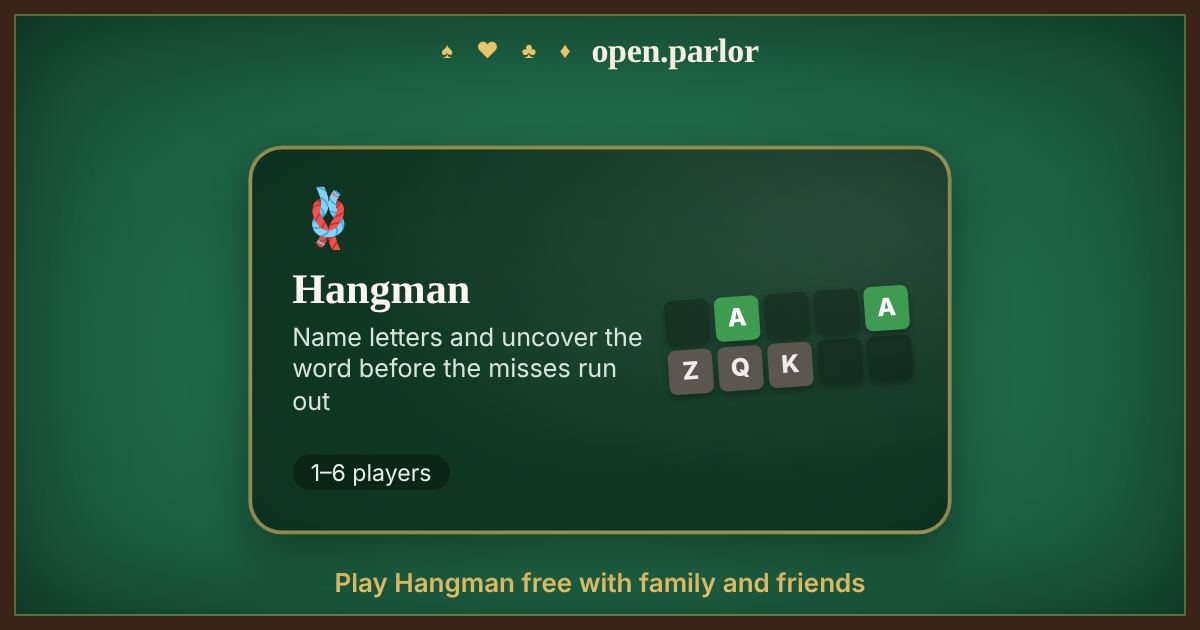 open.parlor
Hangman
Name letters and uncover the
word before the misses run
out
A A
Z Q K
1–6 players
Play Hangman free with family and friends